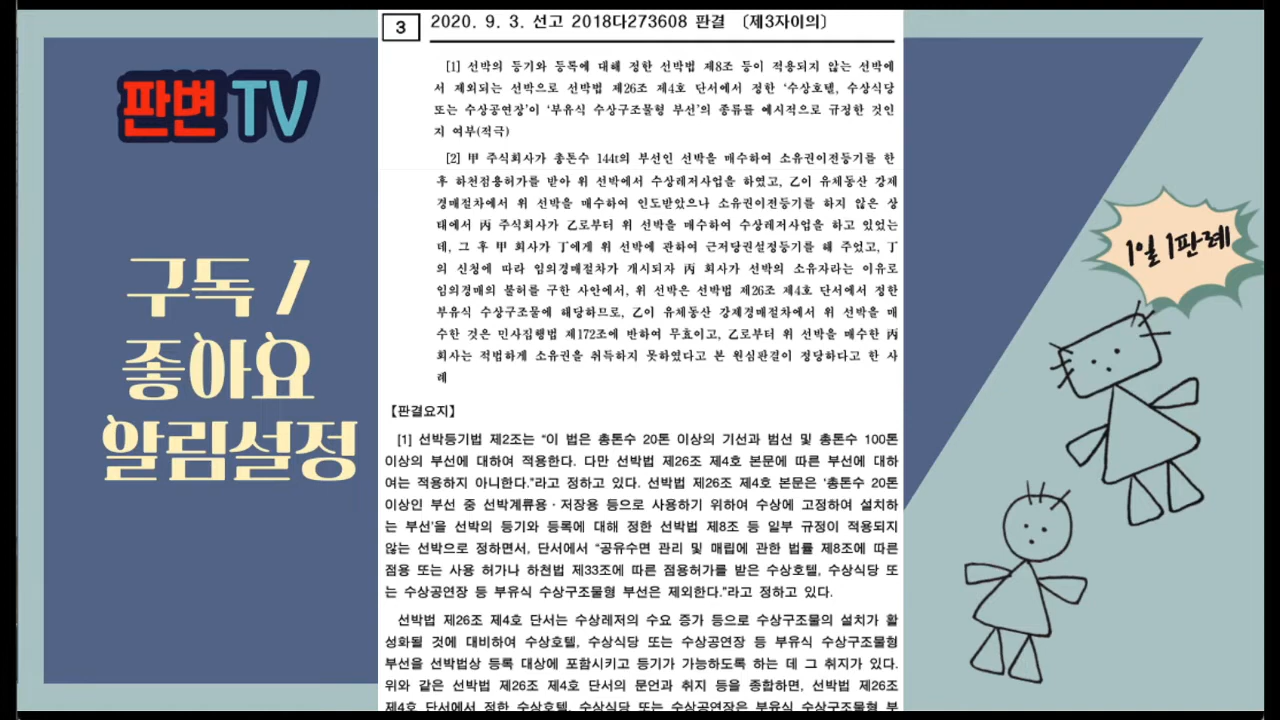 판변 TV
구독 /
좋아요
알림설정
3
2020. 9. 3. 선고 2018다273608 판결 〔제3자이의〕
[1] 선박의 등기와 등록에 대해 정한 선박법 제8조 등이 적용되지 않는 선박에
서 제외되는 선박으로 선박법 제26조 제4호 단서에서 정한 ‘수상호텔, 수상식당
또는 수상공연장’이 ‘부유식 수상구조물형 부선’의 종류를 예시적으로 규정한 것인
지 여부(적극)
[2] 甲 주식회사가 총톤수 144t의 부선인 선박을 매수하여 소유권이전등기를 한
후 하천점용허가를 받아 위 선박에서 수상레저사업을 하였고, 乙이 유체동산 강제
경매절차에서 위 선박을 매수하여 인도받았으나 소유권이전등기를 하지 않은 상
태에서 丙 주식회사가 乙로부터 위 선박을 매수하여 수상레저사업을 하고 있었는
데, 그 후 甲 회사가 丁에게 위 선박에 관하여 근저당권설정등기를 해 주었고, 丁
의 신청에 따라 임의경매절차가 개시되자 丙 회사가 선박의 소유자라는 이유로
임의경매의 불허를 구한 사안에서, 위 선박은 선박법 제26조 제4호 단서에서 정한
부유식 수상구조물에 해당하므로, 乙이 유체동산 강제경매절차에서 위 선박을 매
수한 것은 민사집행법 제172조에 반하여 무효이고, 乙로부터 위 선박을 매수한 丙
회사는 적법하게 소유권을 취득하지 못하였다고 본 원심판결이 정당하다고 한 사
례
【판결요지】
[1] 선박등기법 제2조는 “이 법은 총톤수 20톤 이상의 기선과 범선 및 총톤수 100톤
이상의 부선에 대하여 적용한다. 다만 선박법 제26조 제4호 본문에 따른 부선에 대하
여는 적용하지 아니한다.”라고 정하고 있다. 선박법 제26조 제4호 본문은 ‘총톤수 20톤
이상인 부선 중 선박계류용ㆍ저장용 등으로 사용하기 위하여 수상에 고정하여 설치하
는 부선’을 선박의 등기와 등록에 대해 정한 선박법 제8조 등 일부 규정이 적용되지
않는 선박으로 정하면서, 단서에서 “공유수면 관리 및 매립에 관한 법률 제8조에 따른
점용 또는 사용 허가나 하천법 제33조에 따른 점용허가를 받은 수상호텔, 수상식당 또
는 수상공연장 등 부유식 수상구조물형 부선은 제외한다.”라고 정하고 있다.
선박법 제26조 제4호 단서는 수상레저의 수요 증가 등으로 수상구조물의 설치가 활
성화될 것에 대비하여 수상호텔, 수상식당 또는 수상공연장 등 부유식 수상구조물형
부선을 선박법상 등록 대상에 포함시키고 등기가 가능하도록 하는 데 그 취지가 있다.
위와 같은 선박법 제26조 제4호 단서의 문언과 취지 등을 종합하면, 선박법 제26조
제4호 단서에서 정한 수상호텔, 수상식당 또는 수상공연장은 부유식 수상구조물형 부
1일 1판례